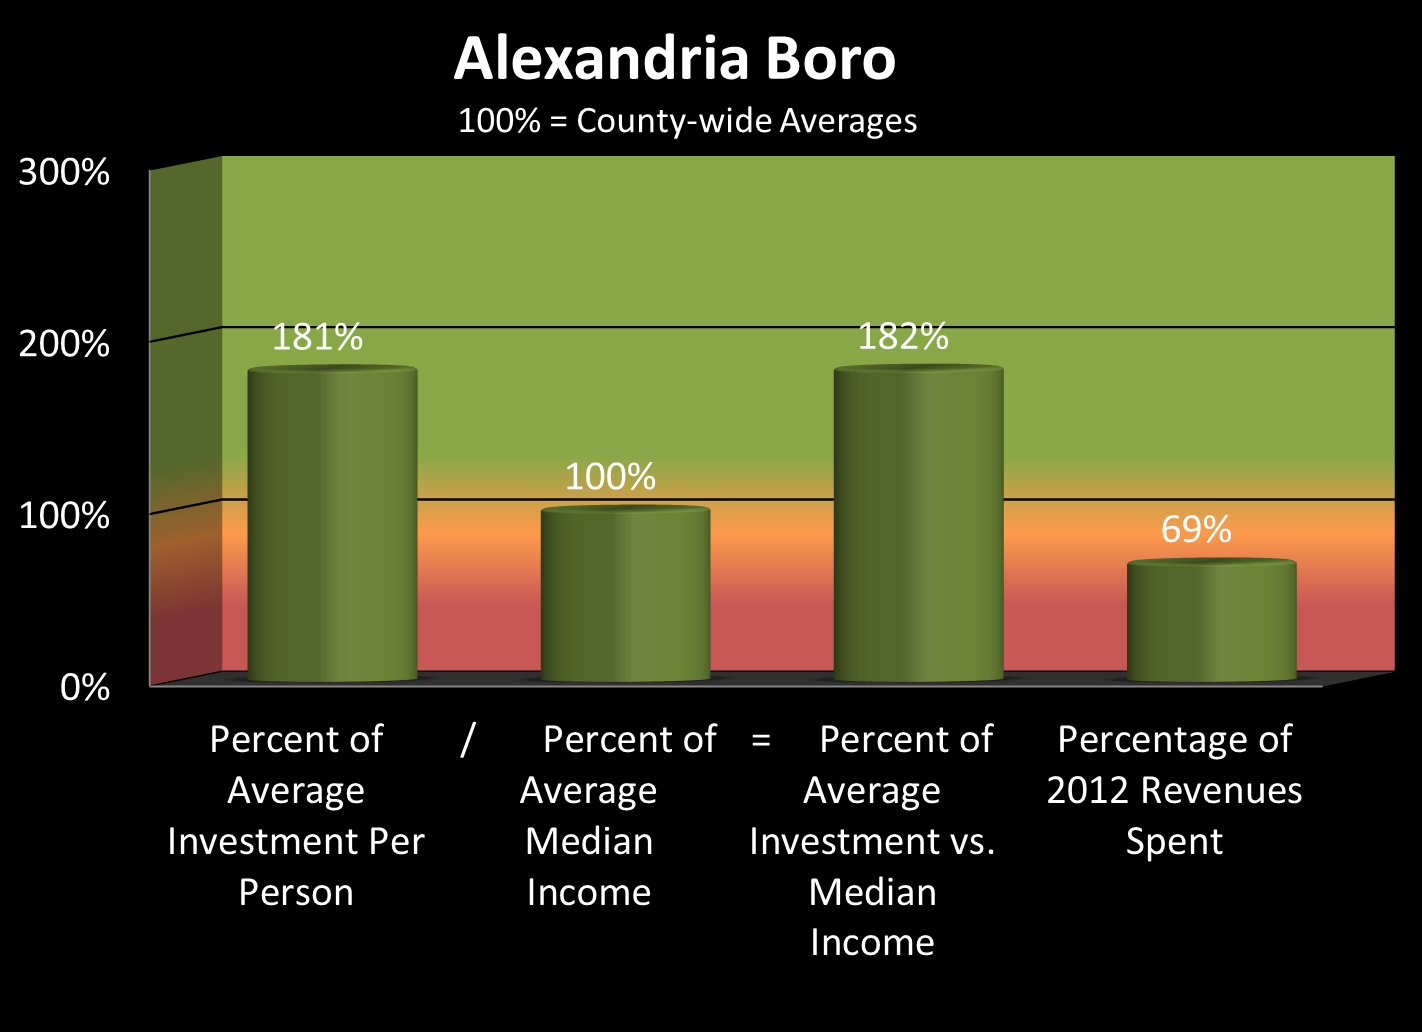 Alexandria Boro
100% = County-wide Averages
300%
200%
100%
0%
181%
100%
182%
69%
Percent of
Average
Investment Per
Person
/
Percent of
Average
Median
Income
=
Percent of
Average
Investment vs.
Median
Income
Percentage of
2012 Revenues
Spent